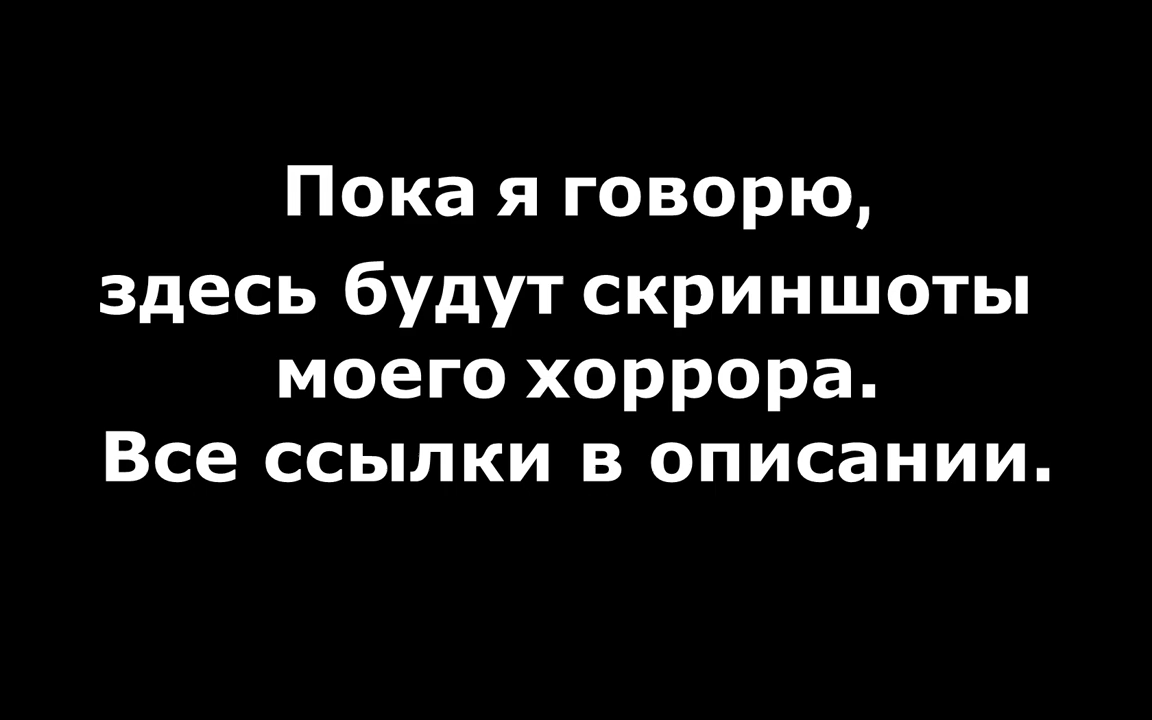 Пока я говорю,
здесь будут скриншоты
моего хоррора.
Все ссылки в описании.